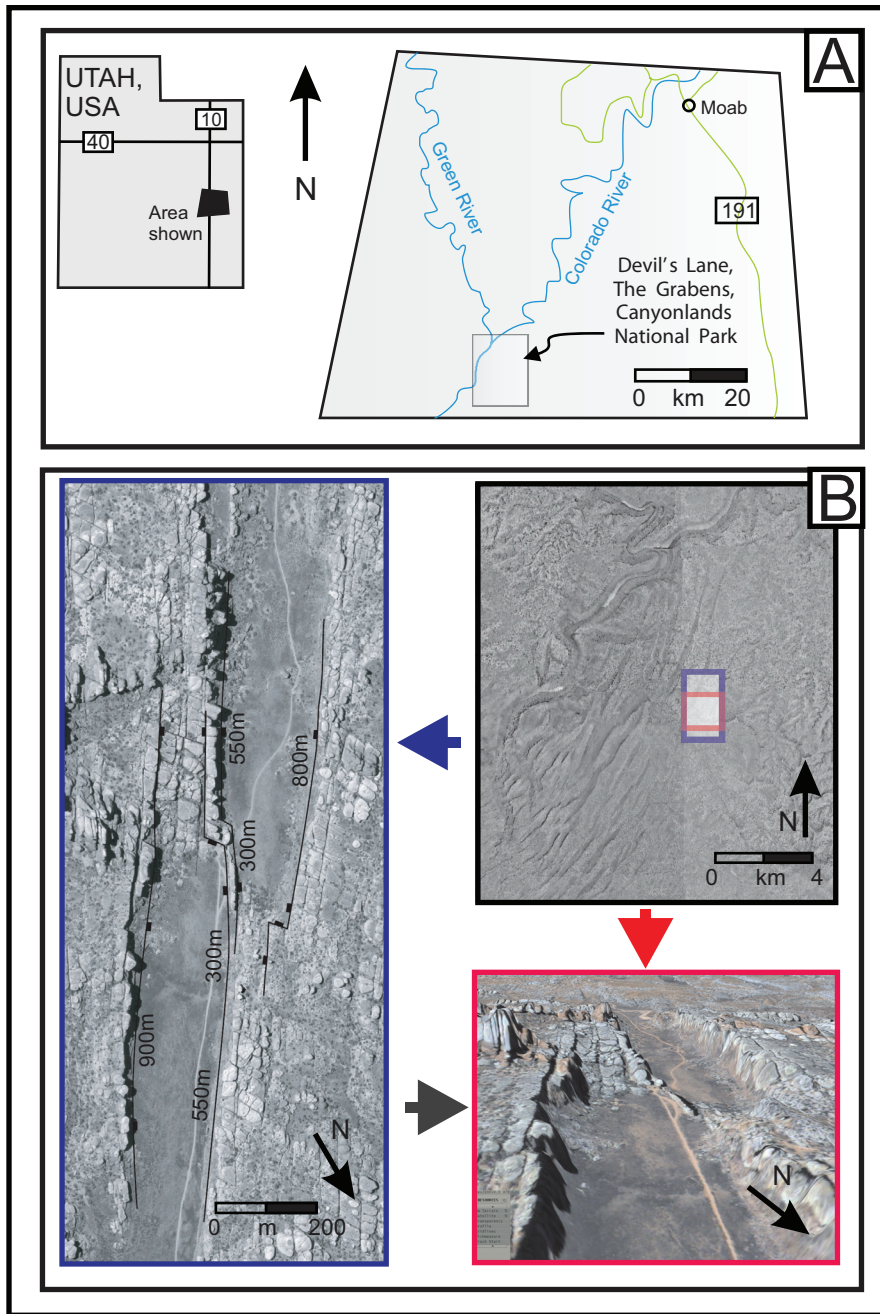 A
UTAH,
USA
10
40
Area
shown
N
Moab
Green River
Colorado River
191
Devil's Lane,
The Grabens,
Canyonlands
National Park
0 km 20
B
550m
800m
300m
300m
900m
550m
N
0 m 200
N
0 km 4
N